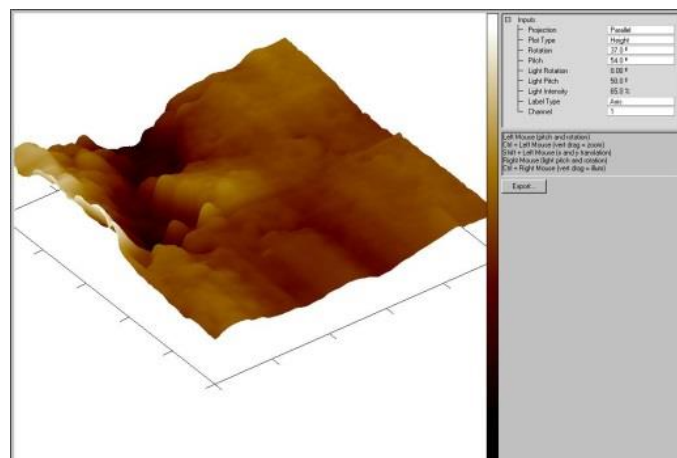 Inputs
Projection Parallel
Plot Type Height
Rotation 37.0 º
Pitch 54.0 º
Light Rotation 0.00 º
Light Pitch 50.0 º
Light Intensity 65.0 %
Label Type Axis
Channel 1
Left Mouse (pitch and rotation)
Ctrl + Left Mouse (vert drag = zoom)
Shift + Left Mouse (x and y translation)
Right Mouse (light pitch and rotation)
Ctrl + Right Mouse (vert drag = illum)
Export...